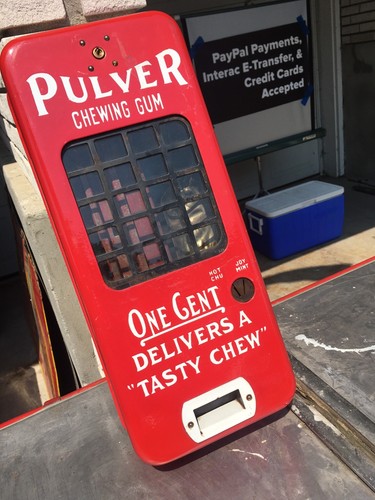 PULVER
CHEWING GUM
HOT CHU
JOY MINT
ONE CENT
DELIVERS A
"TASTY CHEW"
PayPal Payments,
Interac E-Transfer, &
Credit Cards
Accepted